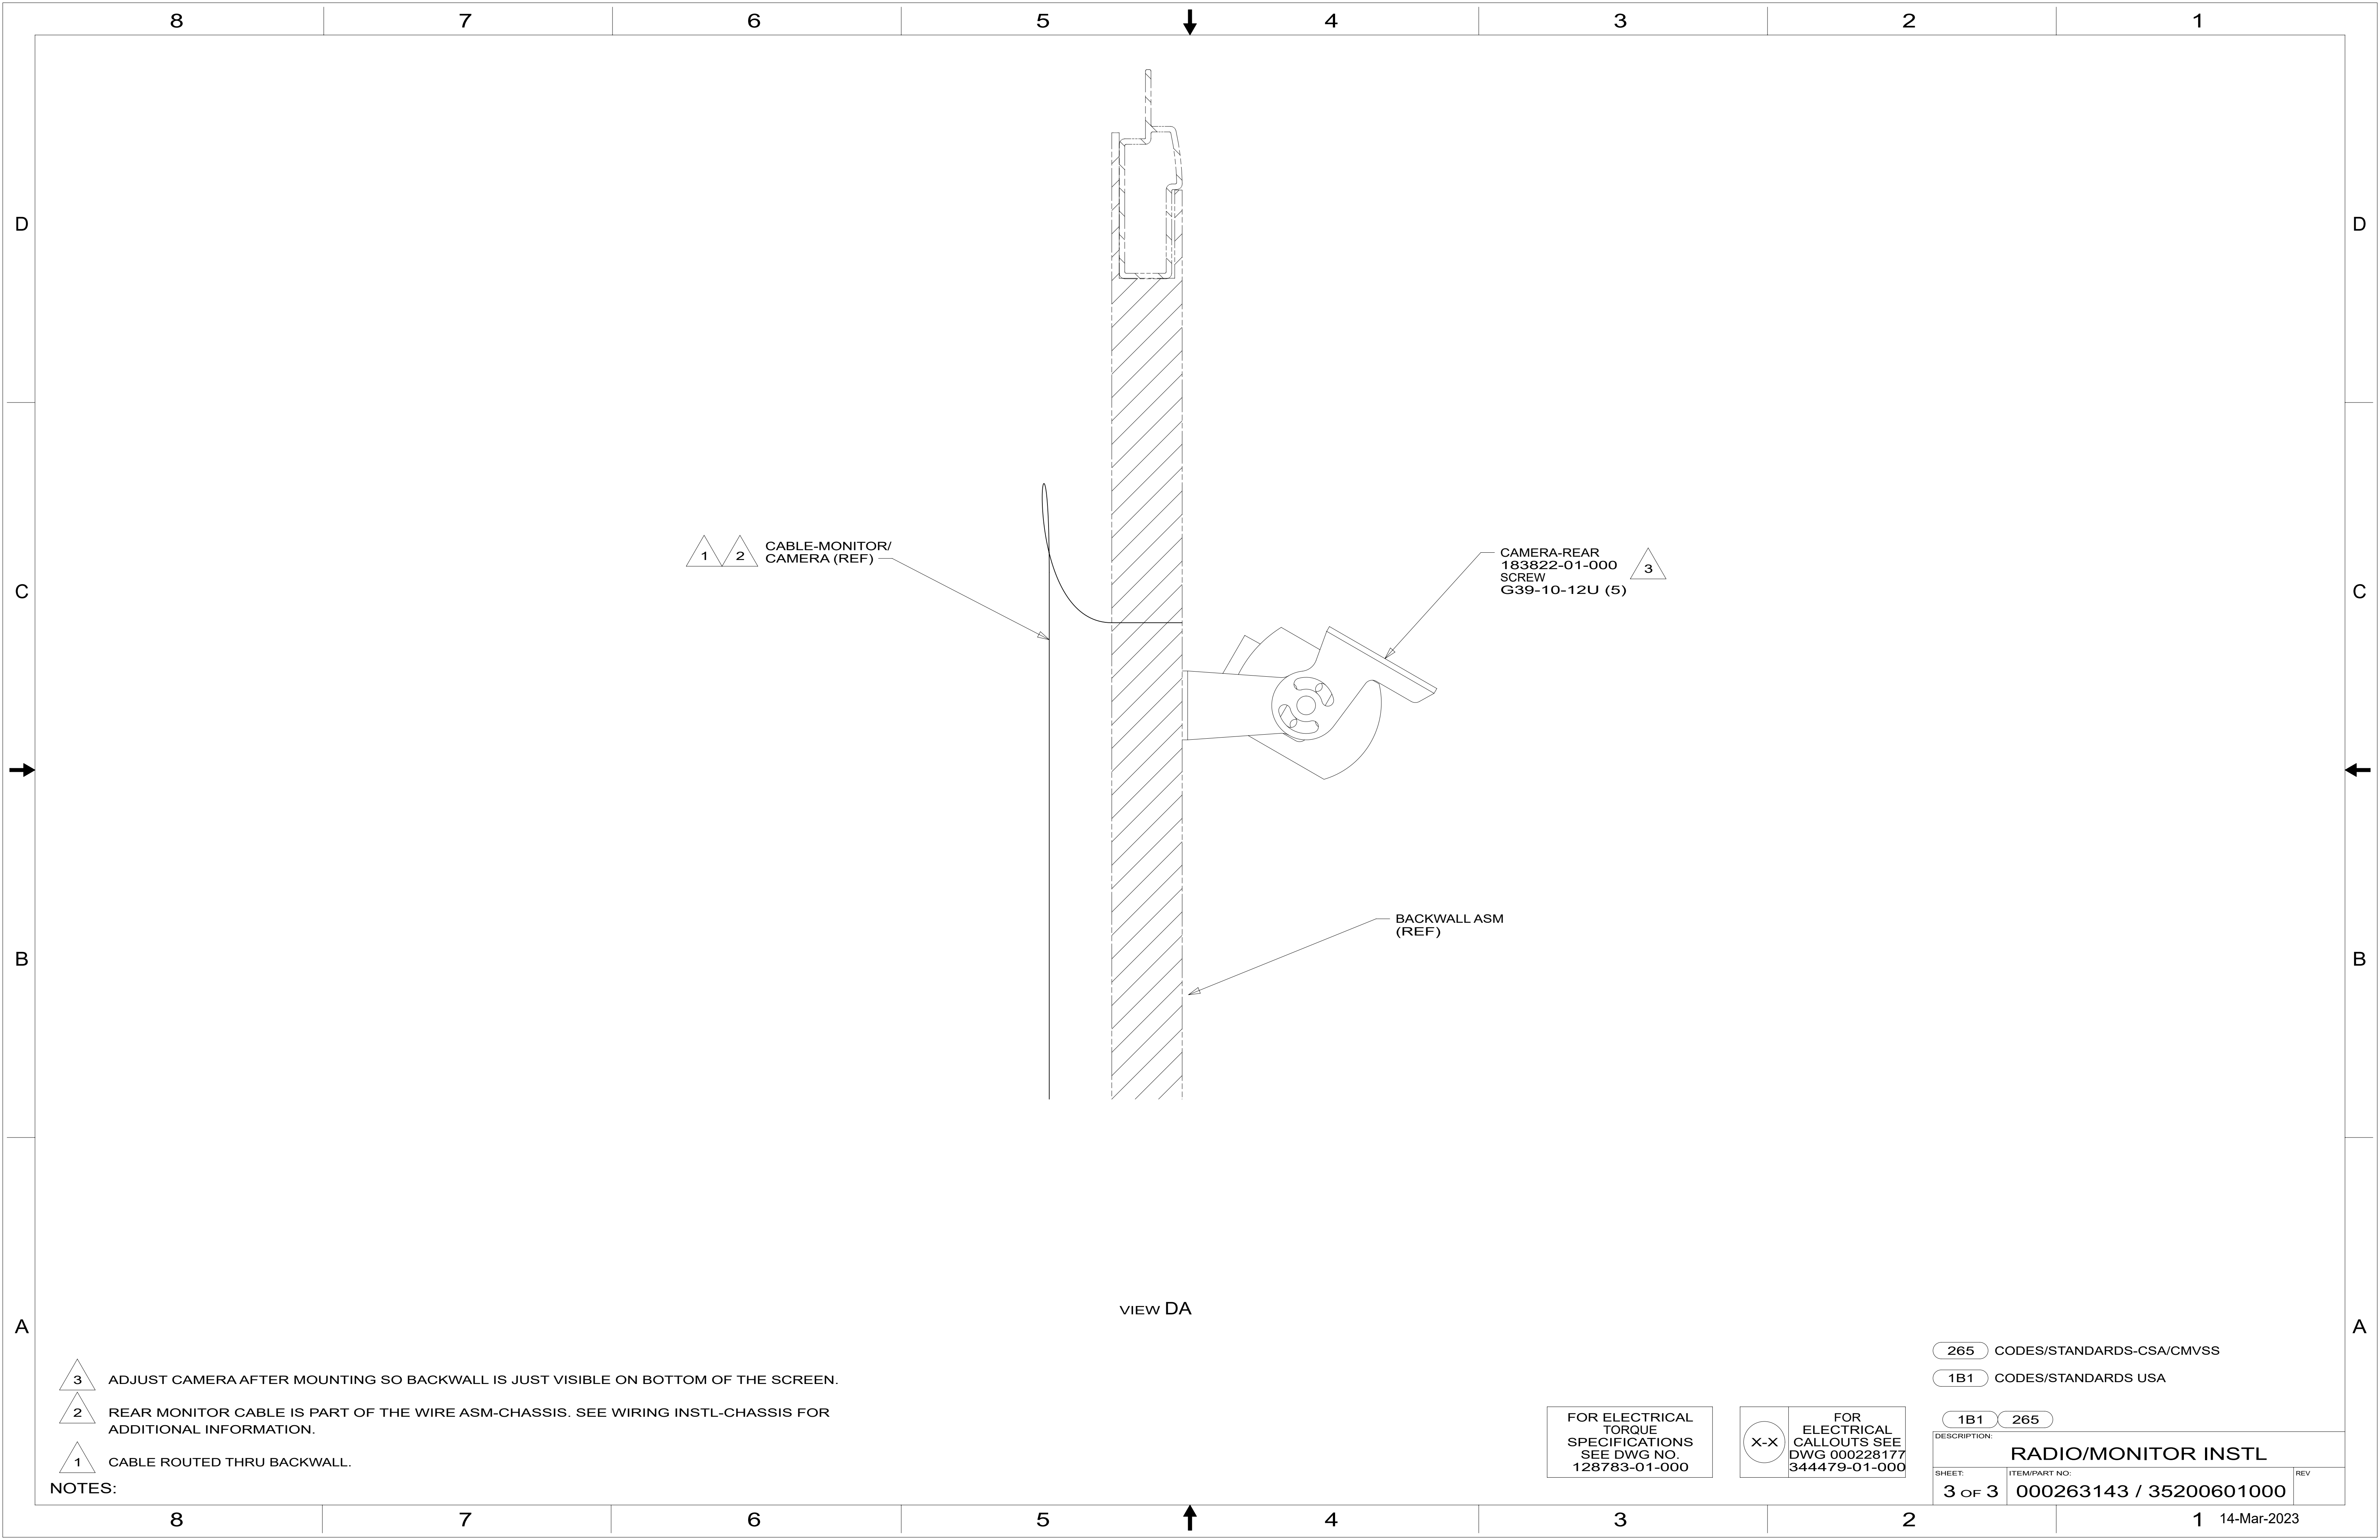 8 7 6 5 4 3 2 1
D D
1 2 CABLE-MONITOR/
CAMERA (REF)
CAMERA-REAR
183822-01-000
SCREW
G39-10-12U (5)
3
C C
BACKWALL ASM
(REF)
B B
VIEW DA
A A
265 CODES/STANDARDS-CSA/CMVSS
1B1 CODES/STANDARDS USA
3 ADJUST CAMERA AFTER MOUNTING SO BACKWALL IS JUST VISIBLE ON BOTTOM OF THE SCREEN.
2 REAR MONITOR CABLE IS PART OF THE WIRE ASM-CHASSIS. SEE WIRING INSTL-CHASSIS FOR
ADDITIONAL INFORMATION.
1 CABLE ROUTED THRU BACKWALL.
NOTES:
FOR ELECTRICAL
TORQUE
SPECIFICATIONS
SEE DWG NO.
128783-01-000
X-X
FOR
ELECTRICAL
CALLOUTS SEE
DWG 000228177
344479-01-000
1B1 265
DESCRIPTION:
RADIO/MONITOR INSTL
SHEET: ITEM/PART NO: REV
3 OF 3 000263143 / 35200601000
8 7 6 5 4 3 2 1
14-Mar-2023